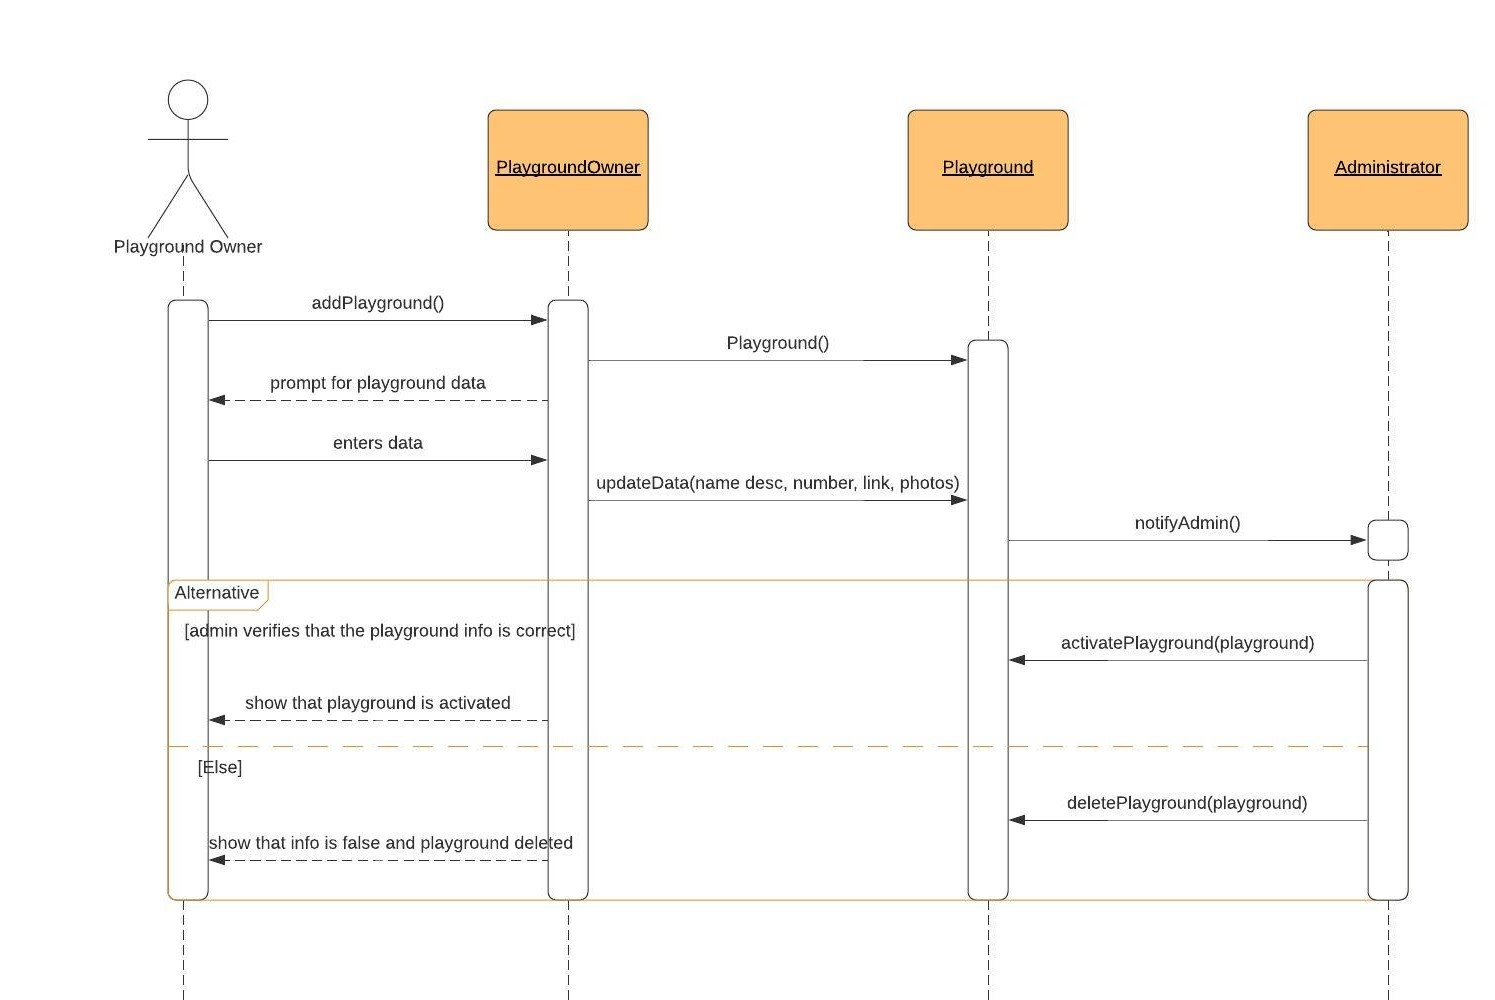 Playground Owner
PlaygroundOwner
Playground
Administrator
addPlayground()
Playground()
prompt for playground data
enters data
updateData(name desc, number, link, photos)
notifyAdmin()
Alternative
[admin verifies that the playground info is correct]
activatePlayground(playground)
show that playground is activated
[Else]
deletePlayground(playground)
show that info is false and playground deleted